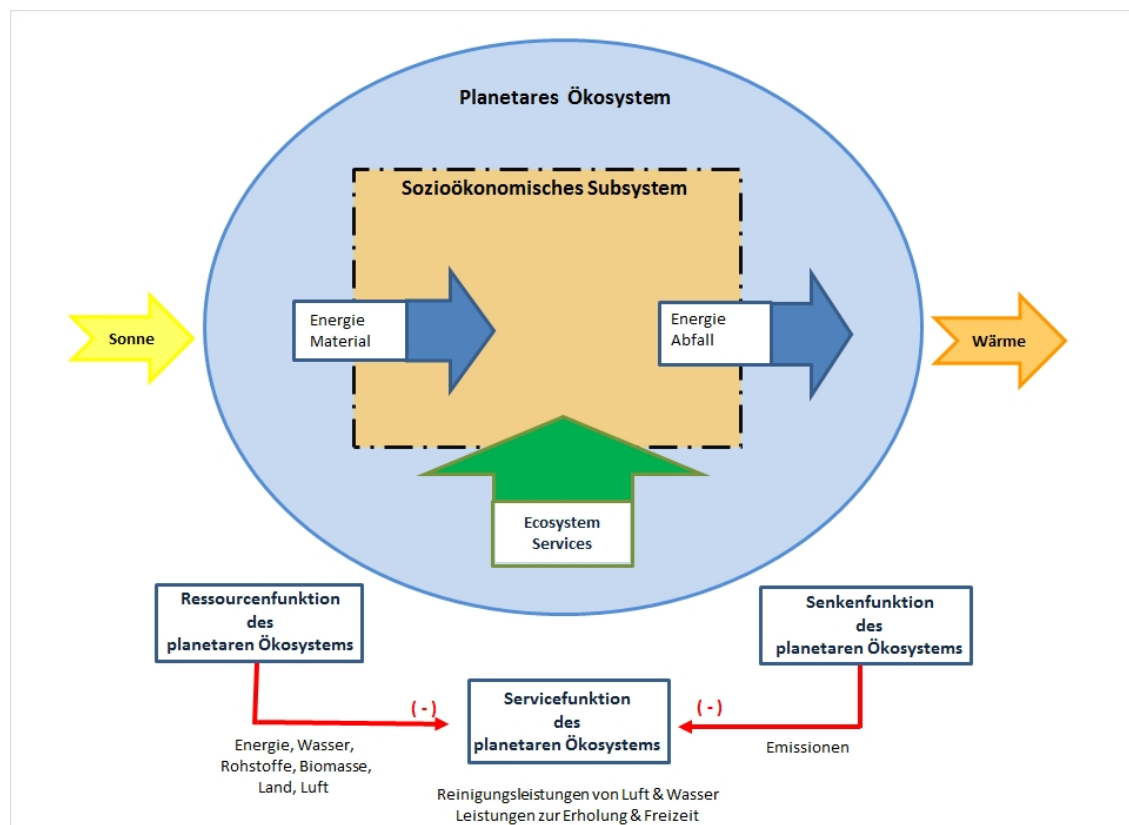 Planetares Ökosystem
Sozioökonomisches Subsystem
Sonne
Energie
Material
Energie
Abfall
Wärme
Ecosystem
Services
Ressourcenfunktion
des
planetaren Ökosystems
Senkenfunktion
des
planetaren Ökosystems
( - )
Servicefunktion
des
planetaren Ökosystems
( - )
Energie, Wasser,
Rohstoffe, Biomasse,
Land, Luft
Emissionen
Reinigungsleistungen von Luft & Wasser
Leistungen zur Erholung & Freizeit